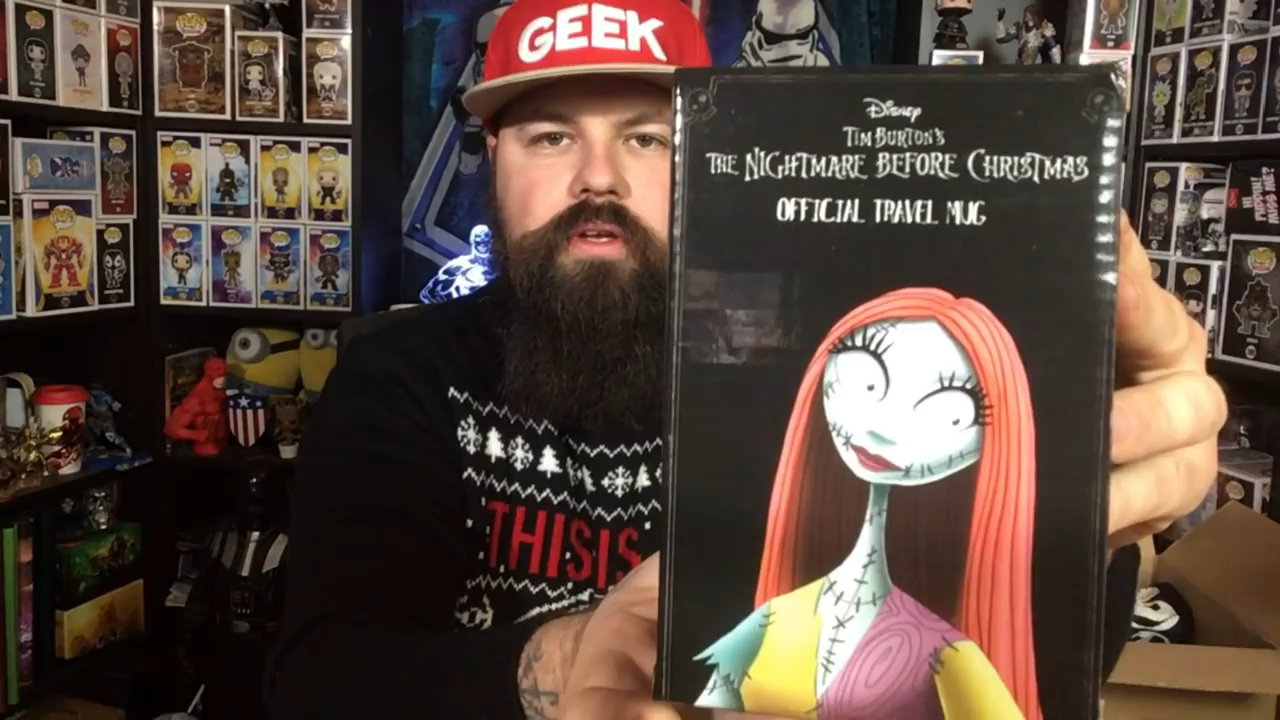 GEEK
Disney
TIM BURTON'S
THE NIGHTMARE BEFORE CHRISTMAS
OFFICIAL TRAVEL MUG
THIS IS